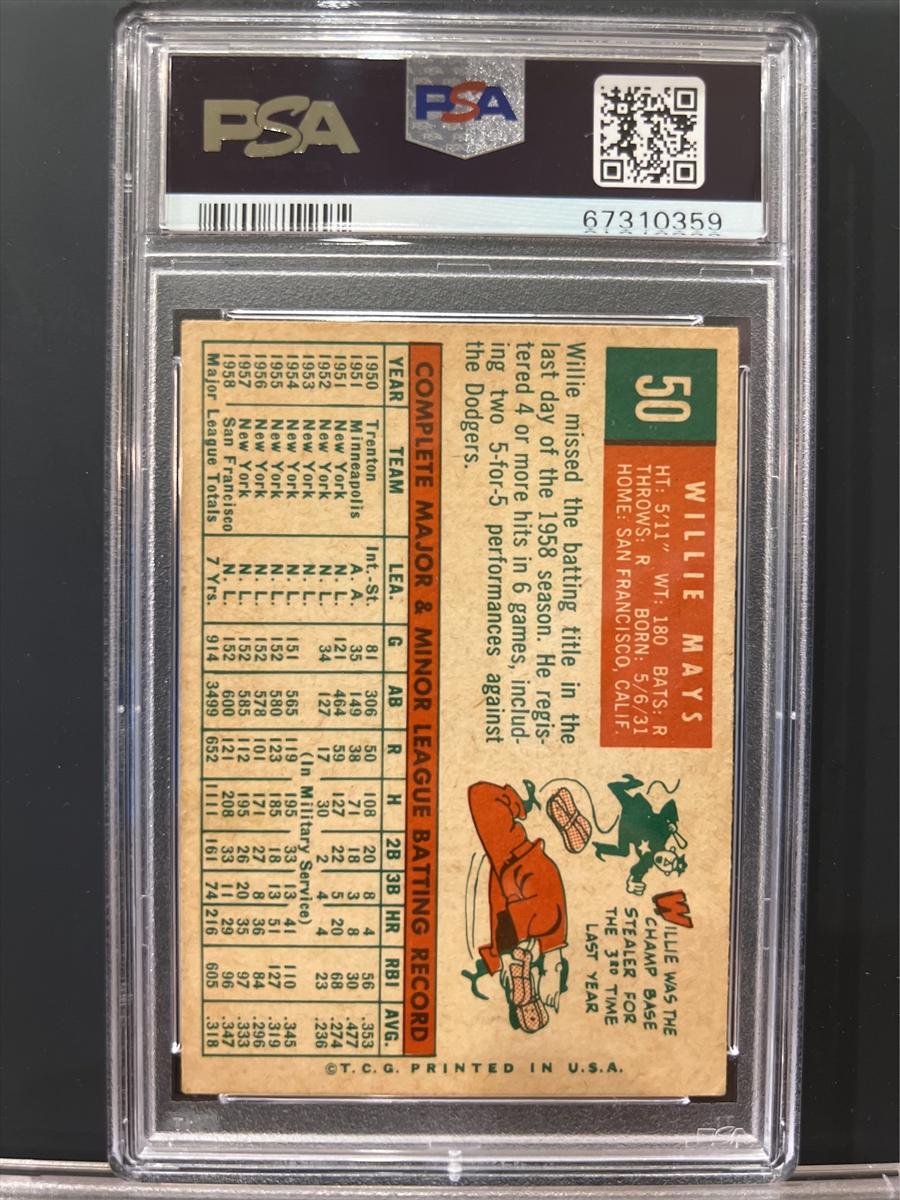 PSA
PSA
67310359
50
WILLIE MAYS
HT: 5'11" WT: 180 BATS: R
THROWS: R BORN: 5/6/31
HOME: SAN FRANCISCO, CALIF.
Willie missed the batting title in the
last day of the 1958 season. He regis-
tered 4 or more hits in 6 games, includ-
ing two 5-for-5 performances against
the Dodgers.
WILLIE WAS THE
CHAMP BASE
STEALER FOR
THE 3RD TIME
LAST YEAR
COMPLETE MAJOR & MINOR LEAGUE BATTING RECORD
YEAR TEAM LEA. G AB R H 2B 3B HR RBI AVG.
1950 Trenton Int.-St. 81 306 50 108 20 8 4 56 .353
1951 Minneapolis A. A. 35 149 38 71 18 3 8 30 .477
1951 New York N. L. 121 464 59 127 22 5 20 68 .274
1952 New York N. L. 34 127 17 30 2 4 4 23 .236
1953 New York N. L. (In Military Service)
1954 New York N. L. 151 565 119 195 33 13 41 110 .345
1955 New York N. L. 152 580 123 185 18 13 51 127 .319
1956 New York N. L. 152 578 101 171 27 8 36 84 .296
1957 New York N. L. 152 585 112 195 26 20 35 97 .333
1958 San Francisco N. L. 152 600 121 208 33 11 29 96 .347
Major League Totals 7 Yrs. 914 3499 652 1111 161 74 216 605 .318
©T.C.G. PRINTED IN U.S.A.
PSA